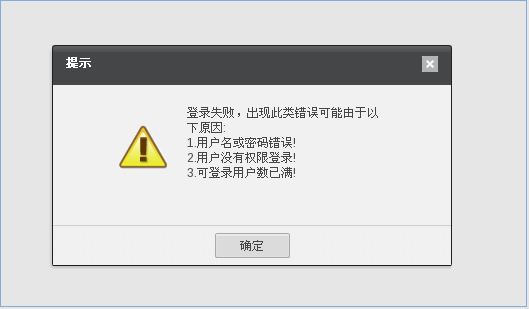 提示
登录失败，出现此类错误可能由于以
下原因:
1.用户名或密码错误!
2.用户没有权限登录!
3.可登录用户数已满!
确定